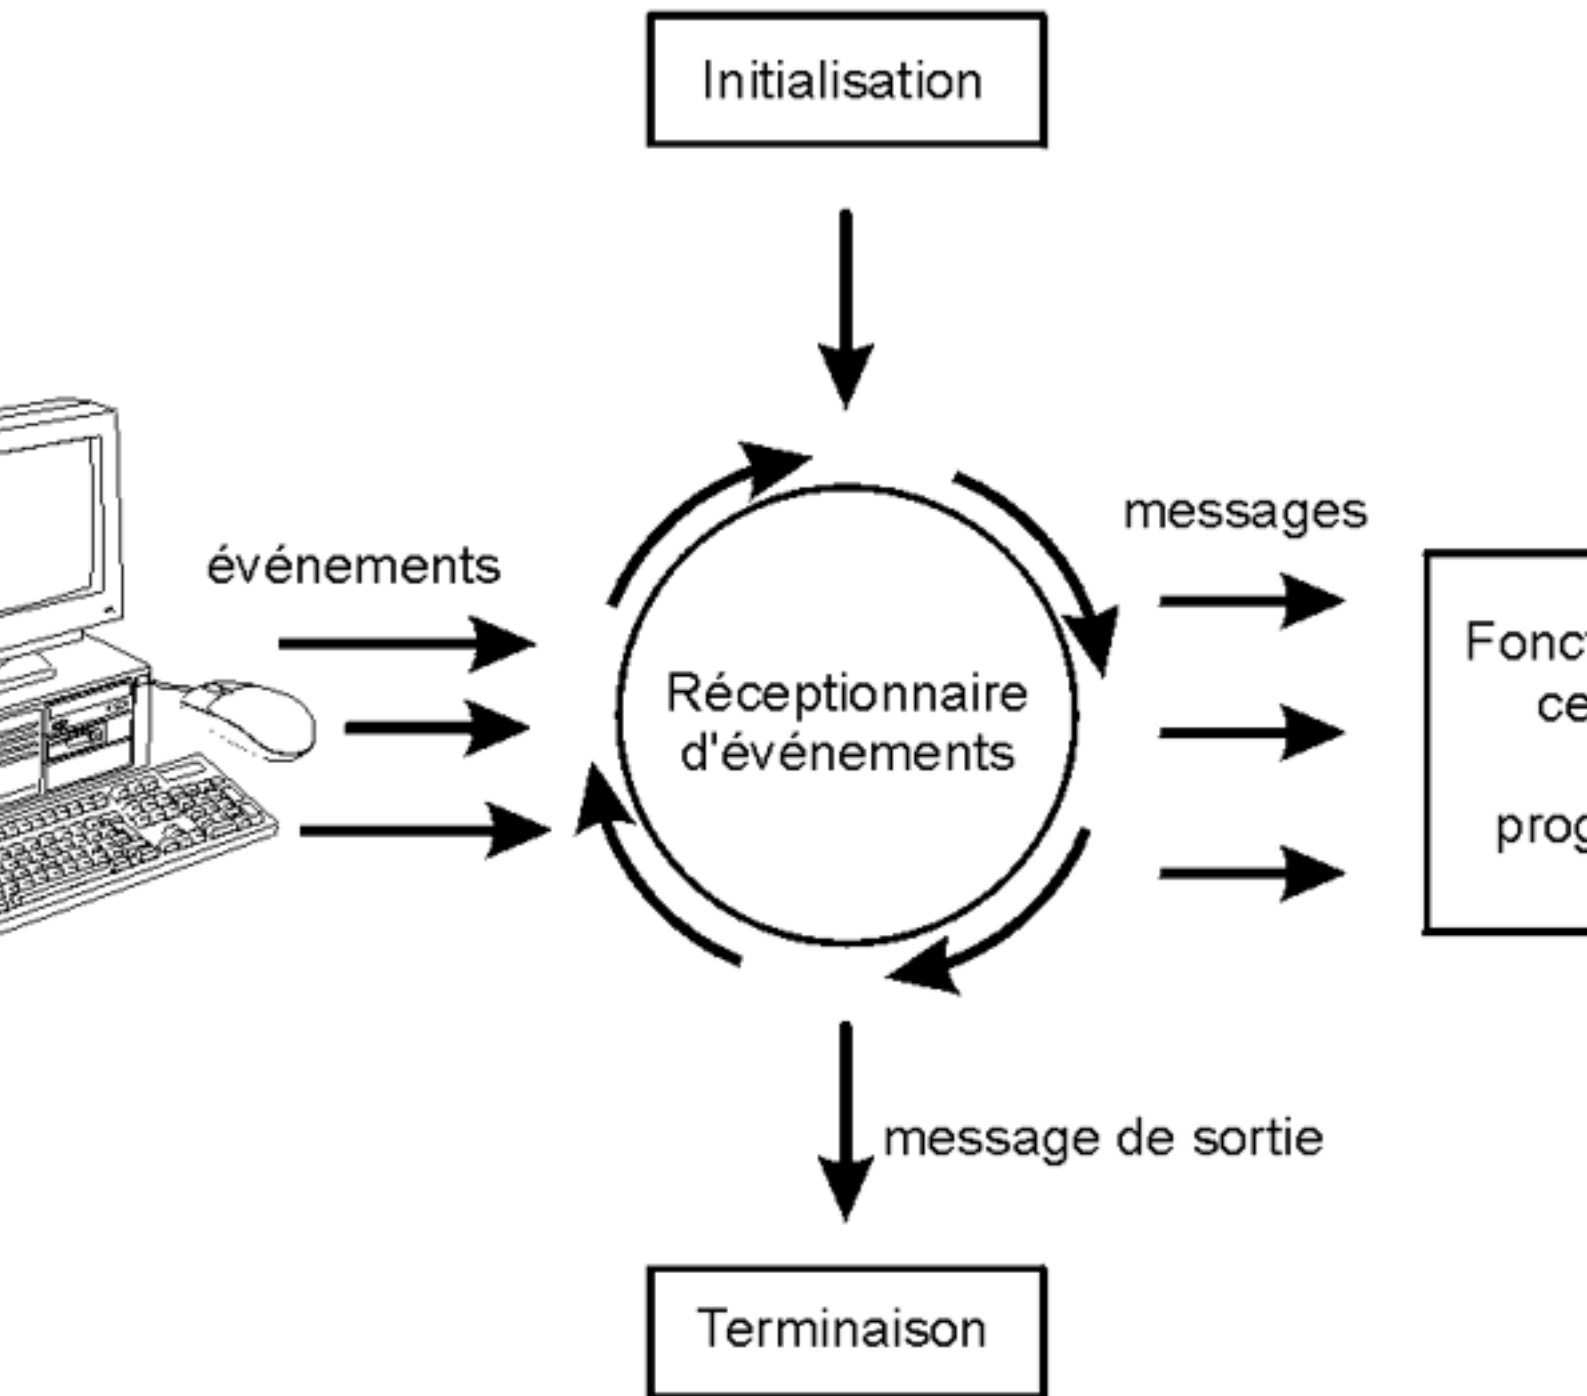 Initialisation
messages
événements
Réceptionnaire
d'événements
message de sortie
Terminaison